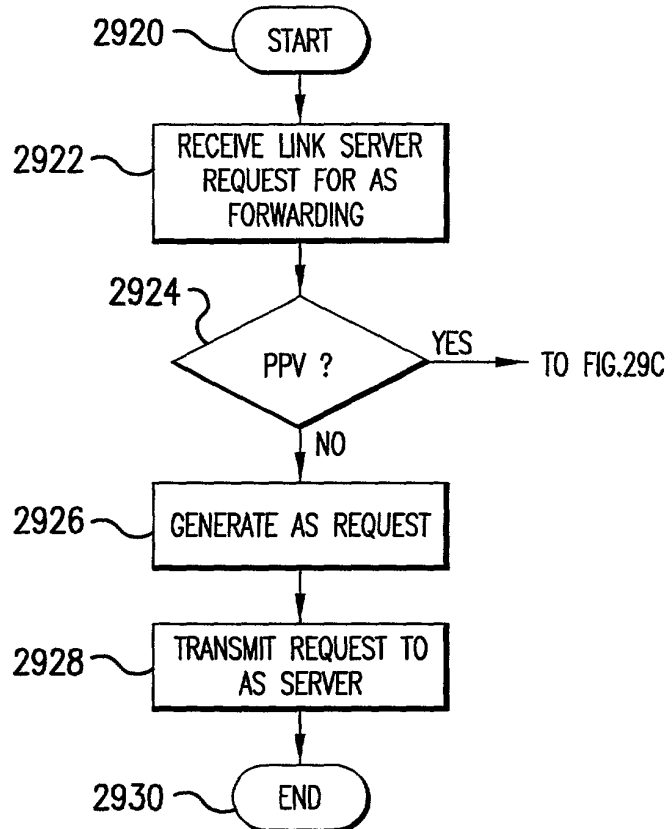 2920
START
2922
RECEIVE LINK SERVER
REQUEST FOR AS
FORWARDING
2924
PPV ?
YES
TO FIG.29C
NO
2926
GENERATE AS REQUEST
2928
TRANSMIT REQUEST TO
AS SERVER
2930
END